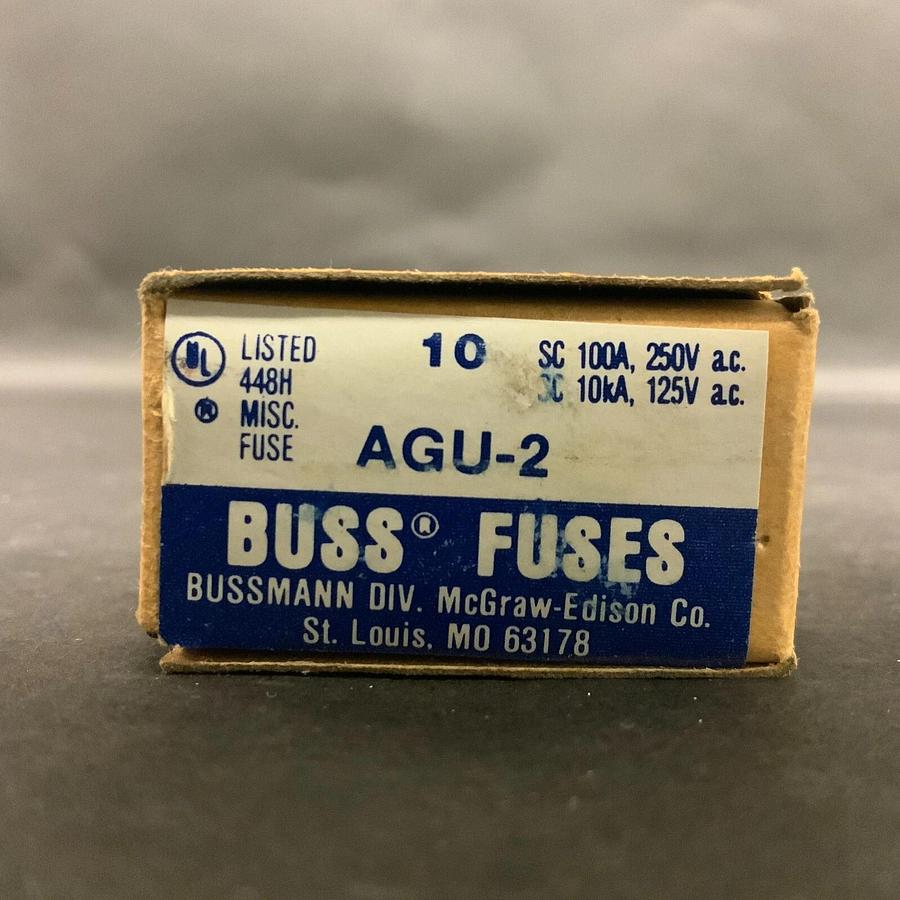 UL LISTED
448H
® MISC.
FUSE
10
SC 100A, 250V a.c.
SC 10kA, 125V a.c.
AGU-2
BUSS® FUSES
BUSSMANN DIV. McGraw-Edison Co.
St. Louis, MO 63178